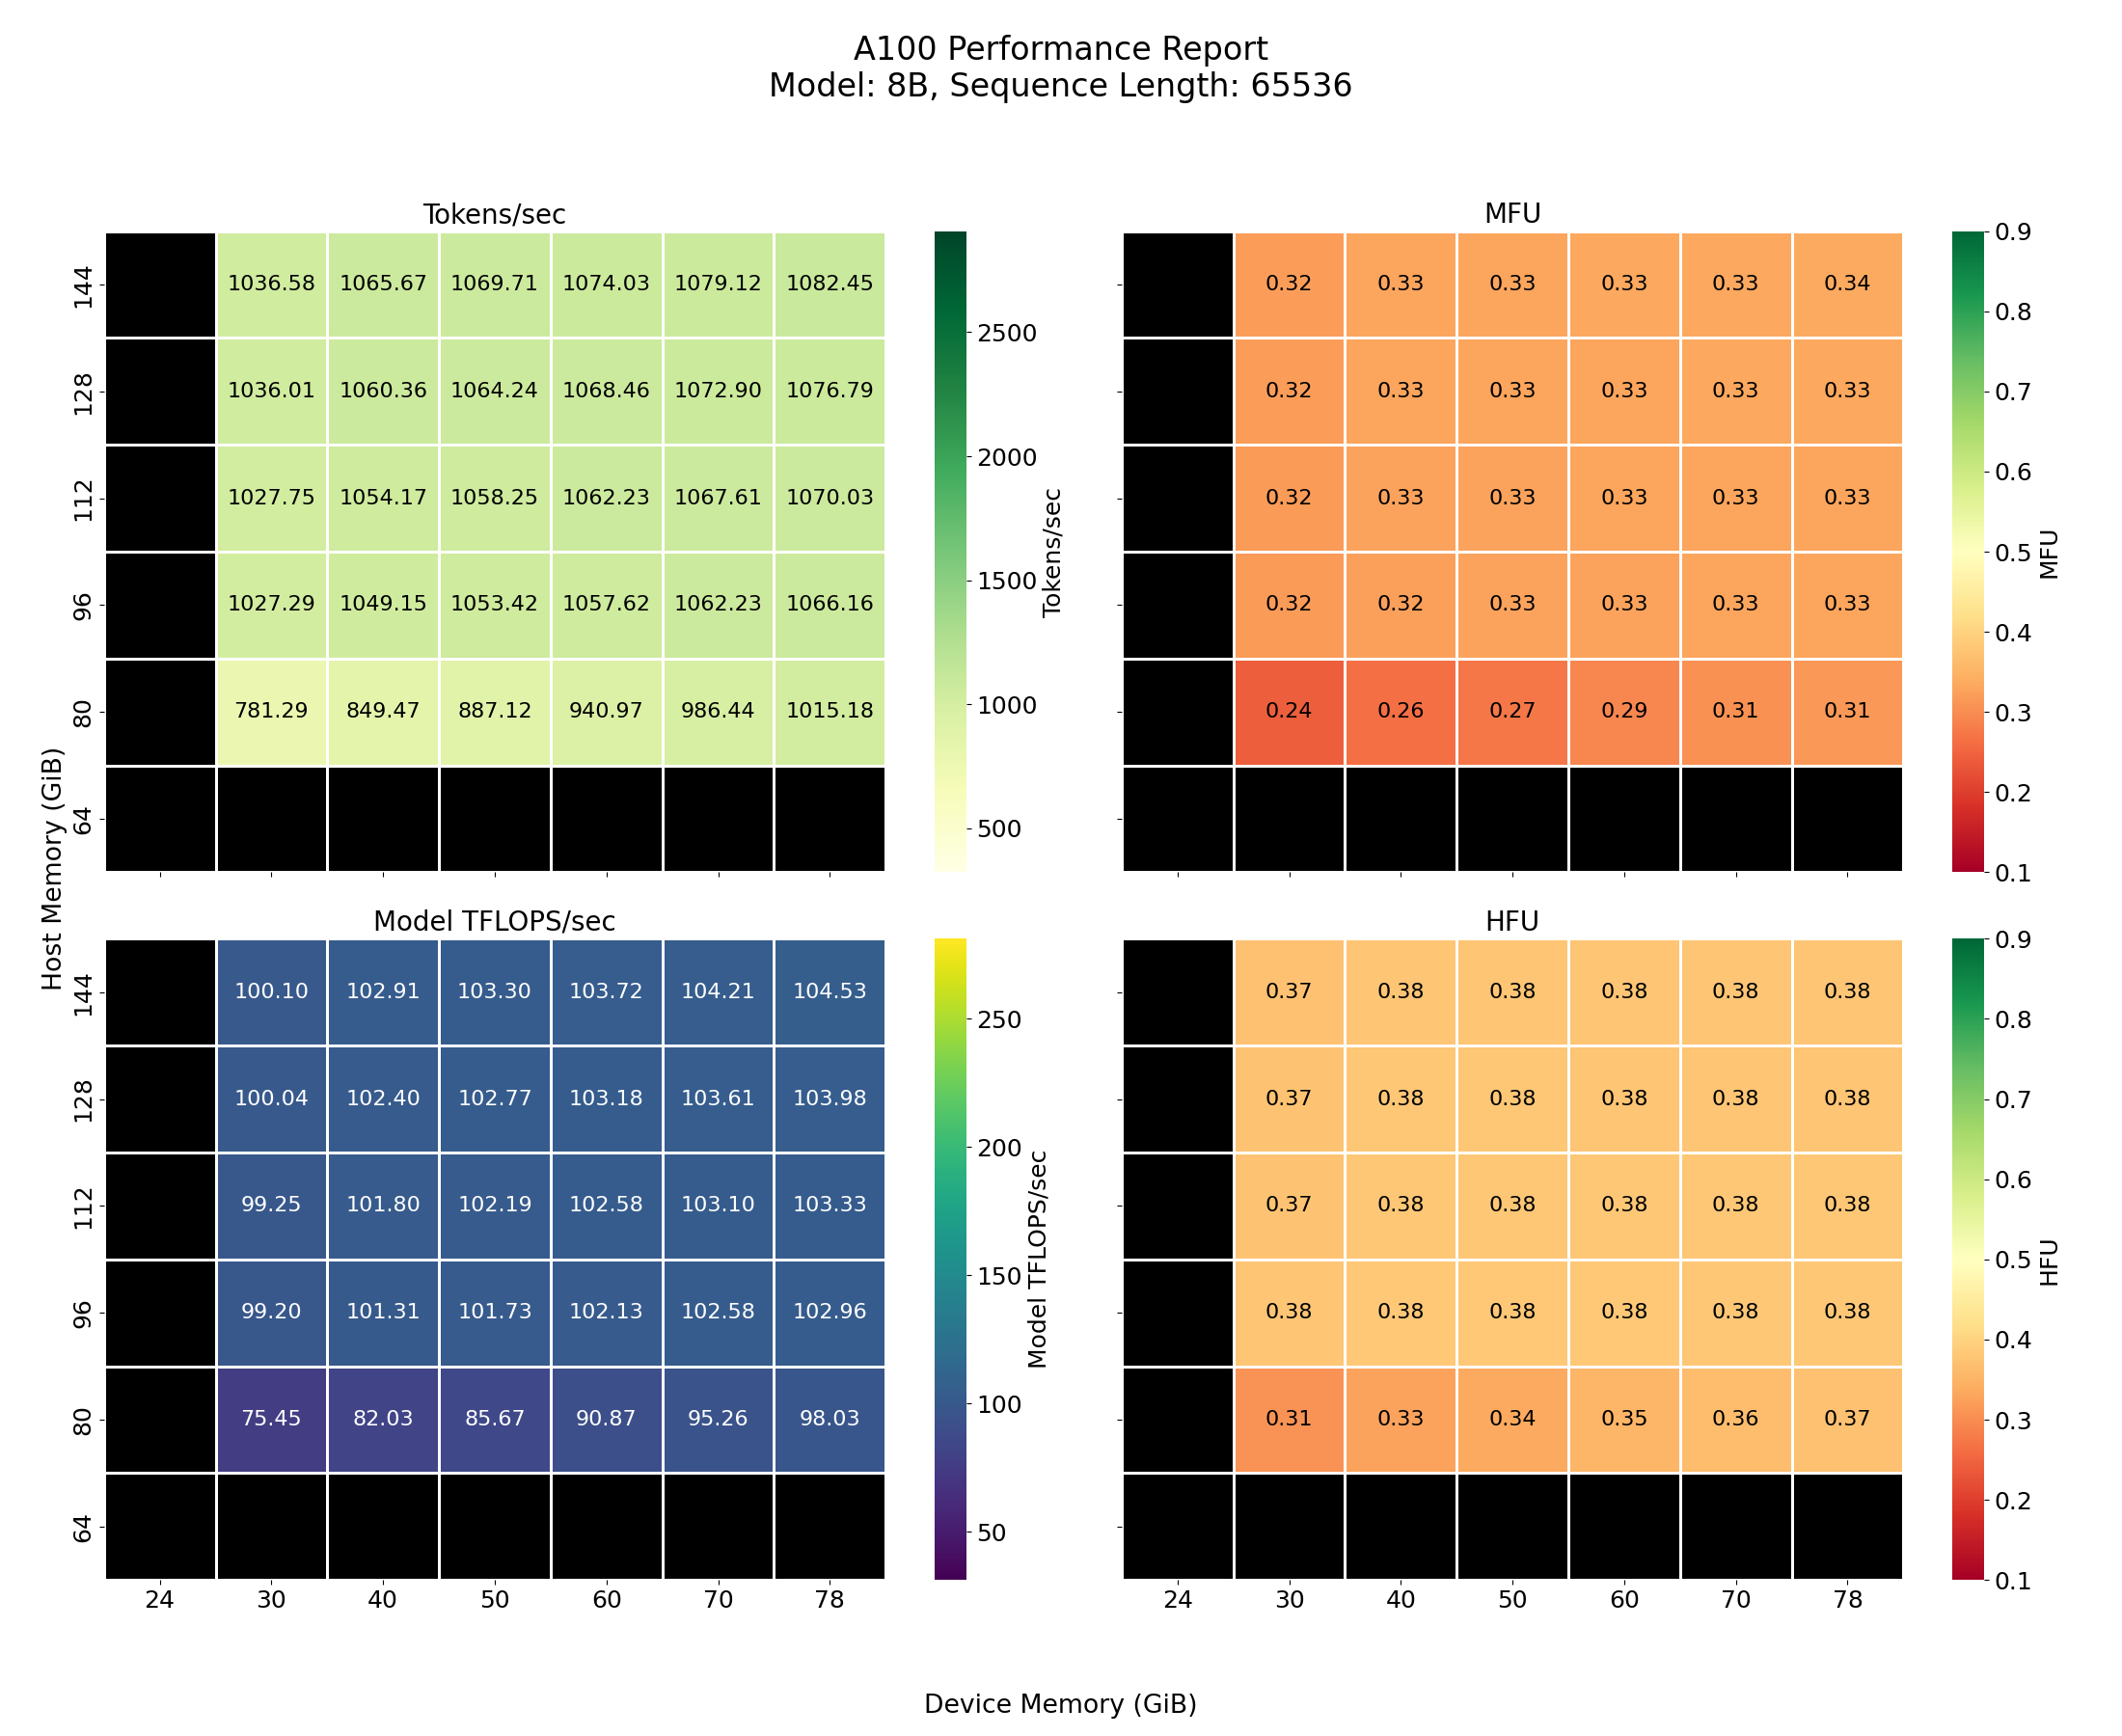 A100 Performance Report
Model: 8B, Sequence Length: 65536
Tokens/sec
144 1036.58 1065.67 1069.71 1074.03 1079.12 1082.45
128 1036.01 1060.36 1064.24 1068.46 1072.90 1076.79
112 1027.75 1054.17 1058.25 1062.23 1067.61 1070.03
96 1027.29 1049.15 1053.42 1057.62 1062.23 1066.16
80 781.29 849.47 887.12 940.97 986.44 1015.18
64
2500
2000
1500
1000
500
Tokens/sec
MFU
0.32 0.33 0.33 0.33 0.33 0.34
0.32 0.33 0.33 0.33 0.33 0.33
0.32 0.33 0.33 0.33 0.33 0.33
0.32 0.32 0.33 0.33 0.33 0.33
0.24 0.26 0.27 0.29 0.31 0.31
0.9
0.8
0.7
0.6
0.5
0.4
0.3
0.2
0.1
MFU
Host Memory (GiB)
Model TFLOPS/sec
144 100.10 102.91 103.30 103.72 104.21 104.53
128 100.04 102.40 102.77 103.18 103.61 103.98
112 99.25 101.80 102.19 102.58 103.10 103.33
96 99.20 101.31 101.73 102.13 102.58 102.96
80 75.45 82.03 85.67 90.87 95.26 98.03
64
24 30 40 50 60 70 78
250
200
150
100
50
Model TFLOPS/sec
HFU
0.37 0.38 0.38 0.38 0.38 0.38
0.37 0.38 0.38 0.38 0.38 0.38
0.37 0.38 0.38 0.38 0.38 0.38
0.38 0.38 0.38 0.38 0.38 0.38
0.31 0.33 0.34 0.35 0.36 0.37
24 30 40 50 60 70 78
0.9
0.8
0.7
0.6
0.5
0.4
0.3
0.2
0.1
HFU
Device Memory (GiB)